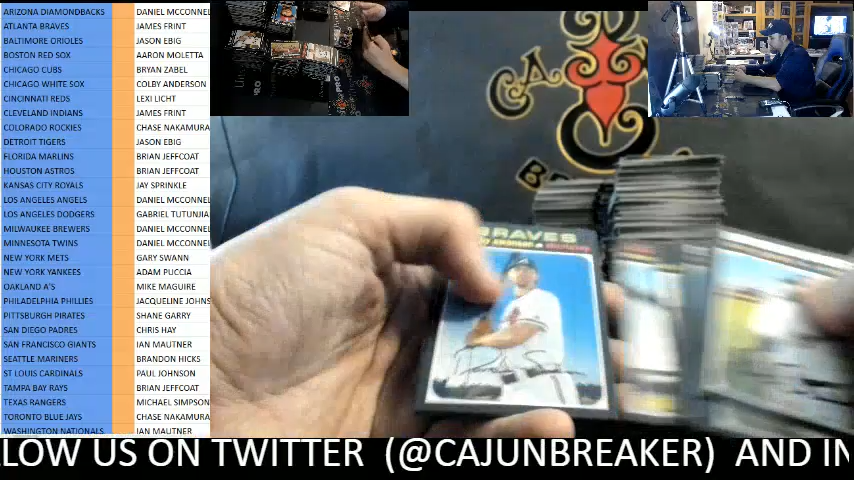 ARIZONA DIAMONDBACKS DANIEL MCCONNEL
ATLANTA BRAVES JAMES FRINT
BALTIMORE ORIOLES JASON EBIG
BOSTON RED SOX AARON MOLETTA
CHICAGO CUBS BRYAN ZABEL
CHICAGO WHITE SOX COLBY ANDERSON
CINCINNATI REDS LEXI LICHT
CLEVELAND INDIANS JAMES FRINT
COLORADO ROCKIES CHASE NAKAMURA
DETROIT TIGERS JASON EBIG
FLORIDA MARLINS BRIAN JEFFCOAT
HOUSTON ASTROS BRIAN JEFFCOAT
KANSAS CITY ROYALS JAY SPRINKLE
LOS ANGELES ANGELS DANIEL MCCONNEL
LOS ANGELES DODGERS GABRIEL TUTUNJIA
MILWAUKEE BREWERS DANIEL MCCONNEL
MINNESOTA TWINS DANIEL MCCONNEL
NEW YORK METS GARY SWANN
NEW YORK YANKEES ADAM PUCCIA
OAKLAND A'S MIKE MAGUIRE
PHILADELPHIA PHILLIES JACQUELINE JOHNS
PITTSBURGH PIRATES SHANE GARRY
SAN DIEGO PADRES CHRIS HAY
SAN FRANCISCO GIANTS IAN MAUTNER
SEATTLE MARINERS BRANDON HICKS
ST LOUIS CARDINALS PAUL JOHNSON
TAMPA BAY RAYS BRIAN JEFFCOAT
TEXAS RANGERS MICHAEL SIMPSON
TORONTO BLUE JAYS CHASE NAKAMURA
WASHINGTON NATIONALS IAN MAUTNER
BRAVES
LLOW US ON TWITTER (@CAJUNBREAKER) AND IN